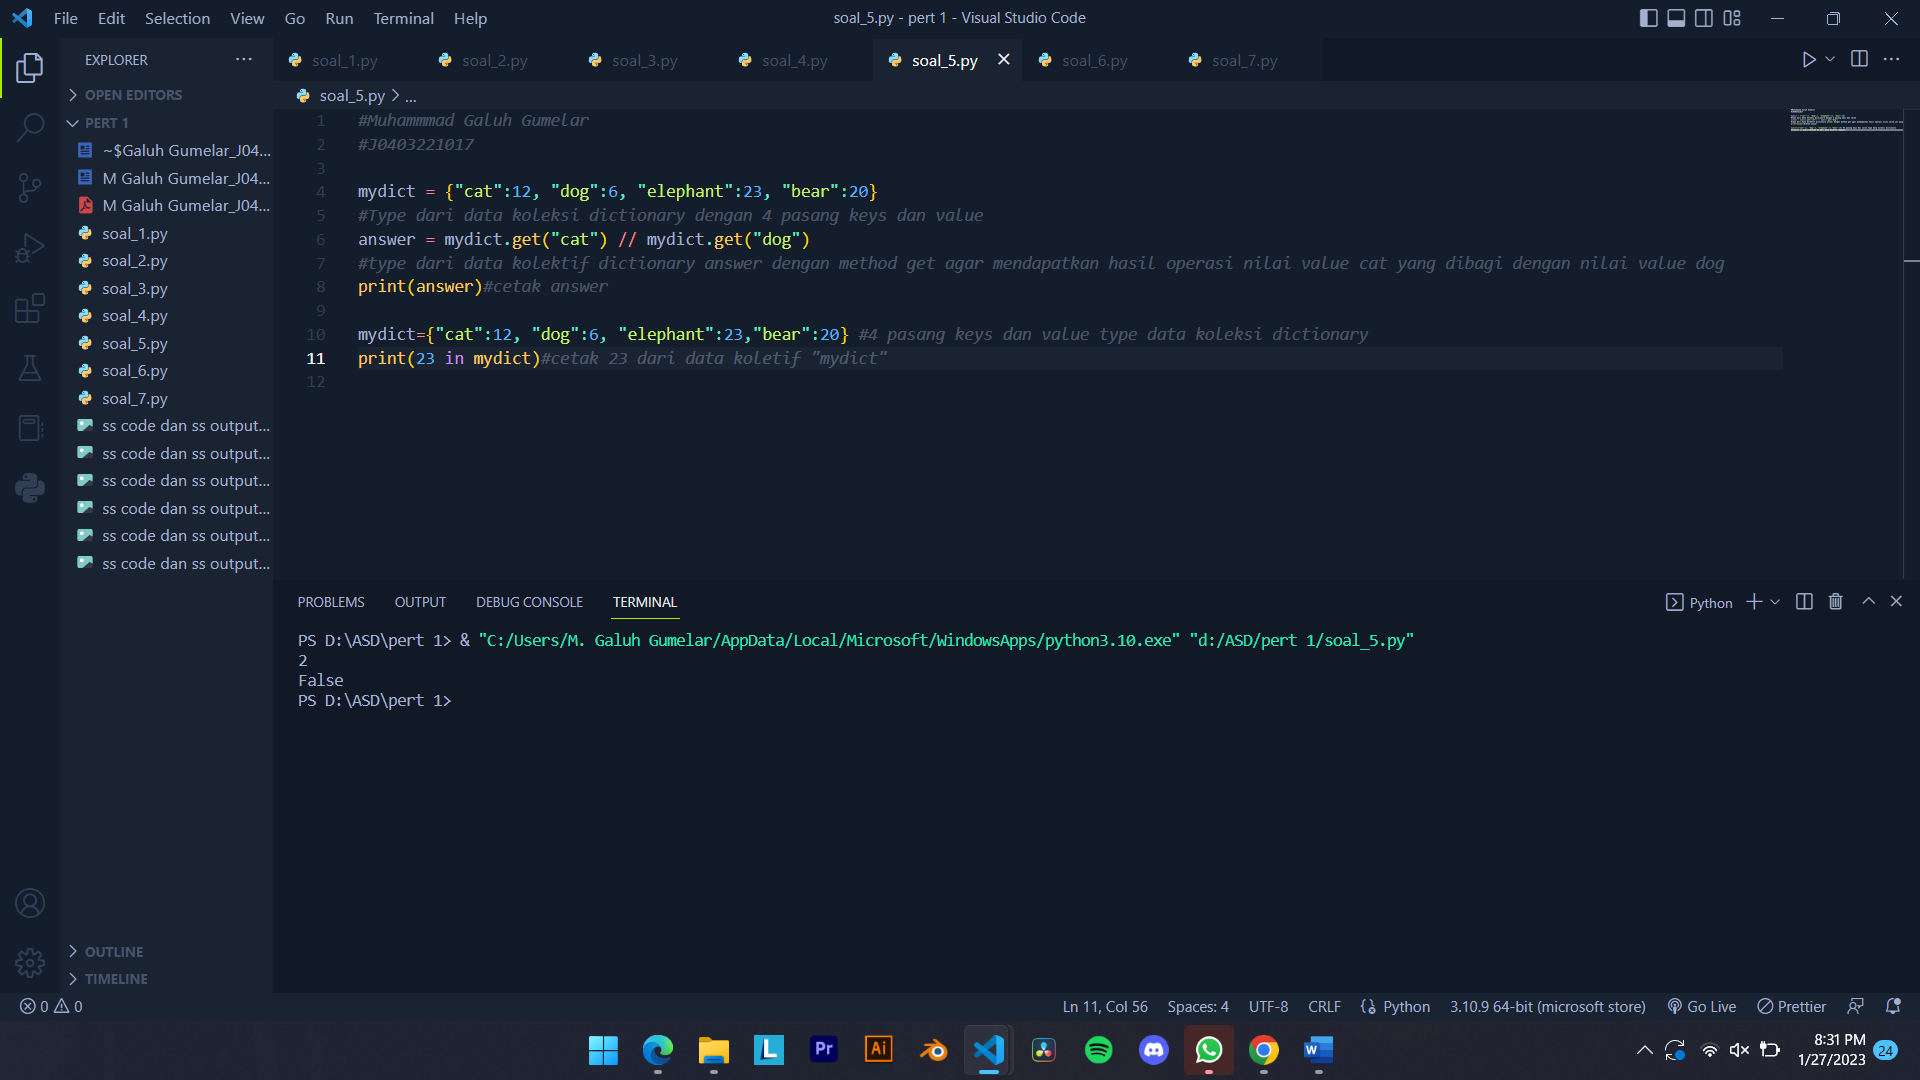 File Edit Selection View Go Run Terminal Help
soal_5.py - pert 1 - Visual Studio Code
EXPLORER
soal_1.py soal_2.py soal_3.py soal_4.py soal_5.py soal_6.py soal_7.py
OPEN EDITORS
PERT 1
~$Galuh Gumelar_J04...
M Galuh Gumelar_J04...
M Galuh Gumelar_J04...
soal_1.py
soal_2.py
soal_3.py
soal_4.py
soal_5.py
soal_6.py
soal_7.py
ss code dan ss output...
ss code dan ss output...
ss code dan ss output...
ss code dan ss output...
ss code dan ss output...
ss code dan ss output...
OUTLINE
TIMELINE
soal_5.py > ...
1 #Muhammmad Galuh Gumelar
2 #J0403221017
3
4 mydict = {"cat":12, "dog":6, "elephant":23, "bear":20}
5 #Type dari data koleksi dictionary dengan 4 pasang keys dan value
6 answer = mydict.get("cat") // mydict.get("dog")
7 #type dari data kolektif dictionary answer dengan method get agar mendapatkan hasil operasi nilai value cat yang dibagi dengan nilai value dog
8 print(answer)#cetak answer
9
10 mydict={"cat":12, "dog":6, "elephant":23,"bear":20} #4 pasang keys dan value type data koleksi dictionary
11 print(23 in mydict)#cetak 23 dari data koletif "mydict"
12
PROBLEMS OUTPUT DEBUG CONSOLE TERMINAL
Python
PS D:\ASD\pert 1> & "C:/Users/M. Galuh Gumelar/AppData/Local/Microsoft/WindowsApps/python3.10.exe" "d:/ASD/pert 1/soal_5.py"
2
False
PS D:\ASD\pert 1>
0 0
Ln 11, Col 56 Spaces: 4 UTF-8 CRLF Python 3.10.9 64-bit (microsoft store) Go Live Prettier
L Pr Ai W
8:31 PM
1/27/2023 24